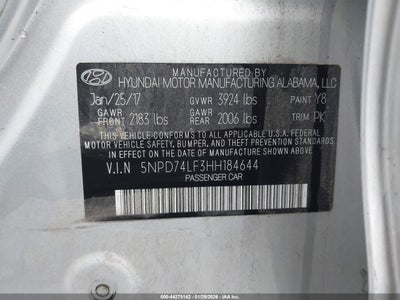 MANUFACTURED BY
HYUNDAI MOTOR MANUFACTURING ALABAMA, LLC
Jan/25/17 GVWR 3924 lbs PAINT Y8
GAWR FRONT 2183 lbs GAWR REAR 2006 lbs TRIM PK
THIS VEHICLE CONFORMS TO ALL APPLICABLE U.S.A. FEDERAL
MOTOR VEHICLE SAFETY, BUMPER, AND THEFT PREVENTION
STANDARDS IN EFFECT ON THE DATE OF MANUFACTURE SHOWN ABOVE.
V.I.N 5NPD74LF3HH184644
PASSENGER CAR
000-44275142 - 01/29/2026 - IAA Inc.